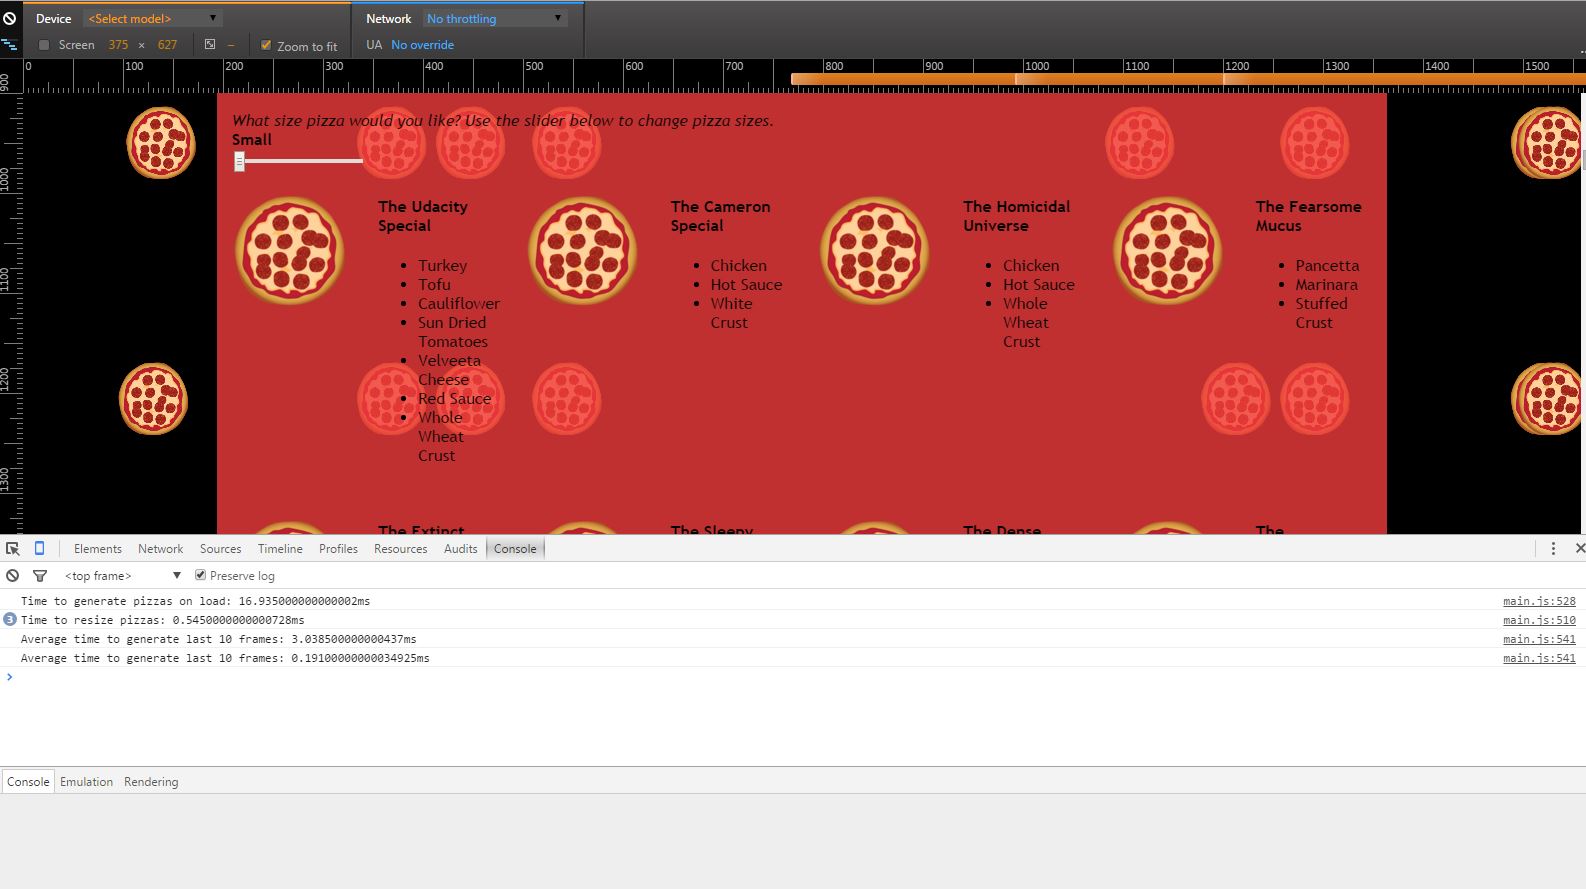 Device <Select model> Network No throttling
Screen 375 × 627 Zoom to fit UA No override
0 100 200 300 400 500 600 700 800 900 1000 1100 1200 1300 1400 1500
900
1000
1100
1200
1300
What size pizza would you like? Use the slider below to change pizza sizes.
Small
The Udacity
Special
Turkey
Tofu
Cauliflower
Sun Dried
Tomatoes
Velveeta
Cheese
Red Sauce
Whole
Wheat
Crust
The Cameron
Special
Chicken
Hot Sauce
White
Crust
The Homicidal
Universe
Chicken
Hot Sauce
Whole
Wheat
Crust
The Fearsome
Mucus
Pancetta
Marinara
Stuffed
Crust
The Extinct The Sleepy The Dense The
Elements Network Sources Timeline Profiles Resources Audits Console
<top frame> Preserve log
Time to generate pizzas on load: 16.935000000000002ms main.js:528
3 Time to resize pizzas: 0.5450000000000728ms main.js:510
Average time to generate last 10 frames: 3.038500000000437ms main.js:541
Average time to generate last 10 frames: 0.19100000000034925ms main.js:541
Console Emulation Rendering